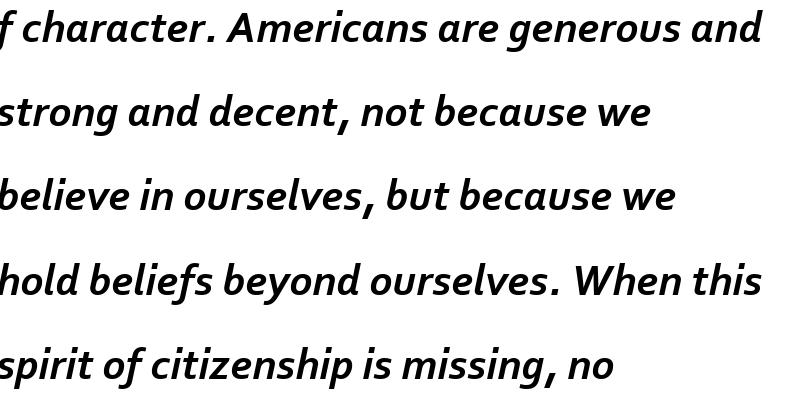 f character. Americans are generous and
strong and decent, not because we
believe in ourselves, but because we
hold beliefs beyond ourselves. When this
spirit of citizenship is missing, no